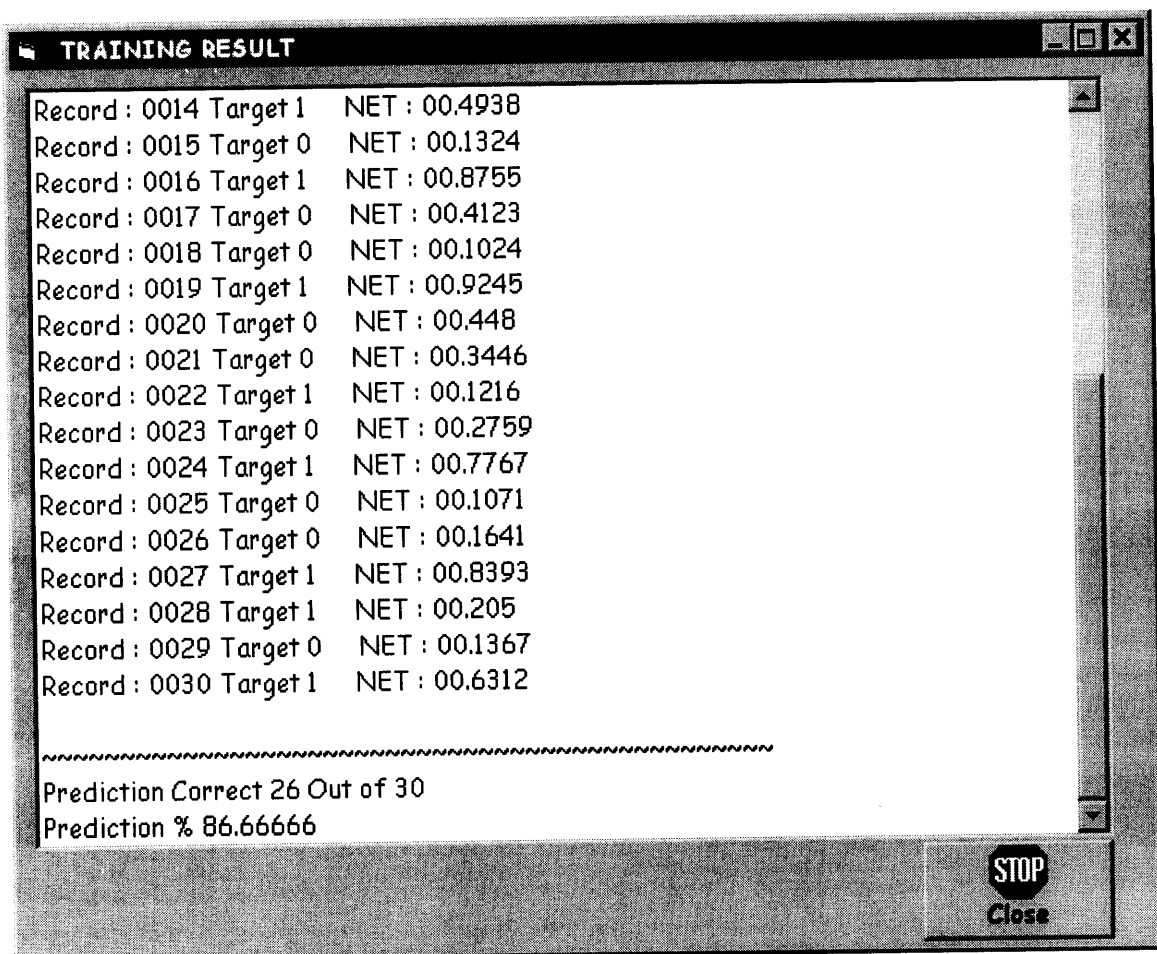 TRAINING RESULT
Record : 0014 Target 1 NET : 00.4938
Record : 0015 Target 0 NET : 00.1324
Record : 0016 Target 1 NET : 00.8755
Record : 0017 Target 0 NET : 00.4123
Record : 0018 Target 0 NET : 00.1024
Record : 0019 Target 1 NET : 00.9245
Record : 0020 Target 0 NET : 00.448
Record : 0021 Target 0 NET : 00.3446
Record : 0022 Target 1 NET : 00.1216
Record : 0023 Target 0 NET : 00.2759
Record : 0024 Target 1 NET : 00.7767
Record : 0025 Target 0 NET : 00.1071
Record : 0026 Target 0 NET : 00.1641
Record : 0027 Target 1 NET : 00.8393
Record : 0028 Target 1 NET : 00.205
Record : 0029 Target 0 NET : 00.1367
Record : 0030 Target 1 NET : 00.6312
~~~~~~~~~~~~~~~~~~~~~~~~~~~~~~~~~~~~~~~~~~~~~~~
Prediction Correct 26 Out of 30
Prediction % 86.66666
STOP
Close